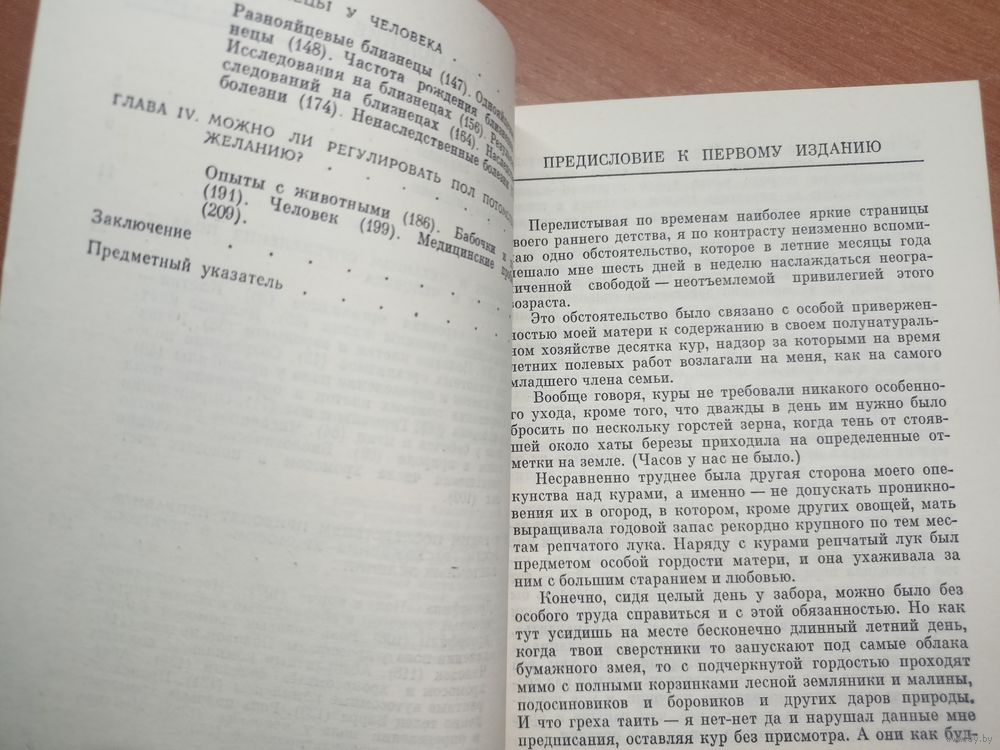 ЕЦЫ У ЧЕЛОВЕКА . .
Разнояйцевые близнецы (147).
нецы (148). Частота рождения
Исследования на близнецах (156).
следований на близнецах (164).
болезни (174). Ненаследственные болезни
ГЛАВА IV. МОЖНО ЛИ РЕГУЛИРОВАТЬ ПОЛ
ЖЕЛАНИЮ? . . . . .
Опыты с животными (186). Бабочки и
(191). Человек (199). Медицинские
(209).
Заключение . . . . . . . .
Предметный указатель . . . . . .
ПРЕДИСЛОВИЕ К ПЕРВОМУ ИЗДАНИЮ
Перелистывая по временам наиболее яркие страницы
воего раннего детства, я по контрасту неизменно вспоми-
аю одно обстоятельство, которое в летние месяцы года
ешало мне шесть дней в неделю наслаждаться неогра-
иченной свободой — неотъемлемой привилегией этого
озраста.
Это обстоятельство было связано с особой привержен-
ностью моей матери к содержанию в своем полунатураль-
ном хозяйстве десятка кур, надзор за которыми на время
летних полевых работ возлагали на меня, как на самого
младшего члена семьи.
Вообще говоря, куры не требовали никакого особенно-
го ухода, кроме того, что дважды в день им нужно было
бросить по нескольку горстей зерна, когда тень от стояв-
шей около хаты березы приходила на определенные от-
метки на земле. (Часов у нас не было.)
Несравненно труднее была другая сторона моего опе-
кунства над курами, а именно — не допускать проникно-
вения их в огород, в котором, кроме других овощей, мать
выращивала годовой запас рекордно крупного по тем мес-
там репчатого лука. Наряду с курами репчатый лук был
предметом особой гордости матери, и она ухаживала за
ним с большим старанием и любовью.
Конечно, сидя целый день у забора, можно было без
особого труда справиться и с этой обязанностью. Но как
тут усидишь на месте бесконечно длинный летний день,
когда твои сверстники то запускают под самые облака
бумажного змея, то с подчеркнутой гордостью проходят
мимо с полными корзинками лесной земляники и малины,
подосиновиков и боровиков и других даров природы.
И что греха таить — я нет-нет да и нарушал данные мне
предписания, оставляя кур без присмотра. А они как буд-